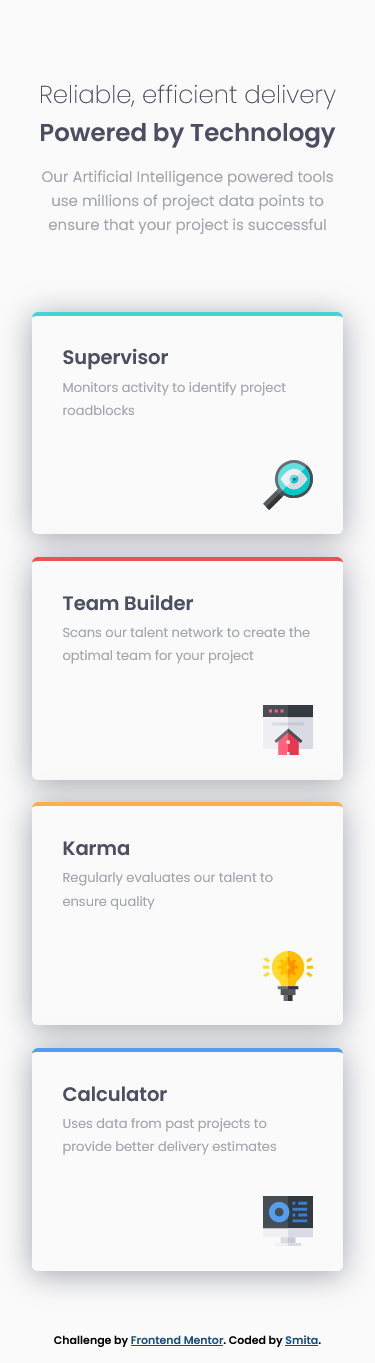 Reliable, efficient delivery
Powered by Technology
Our Artificial Intelligence powered tools
use millions of project data points to
ensure that your project is successful
Supervisor
Monitors activity to identify project
roadblocks
Team Builder
Scans our talent network to create the
optimal team for your project
Karma
Regularly evaluates our talent to
ensure quality
Calculator
Uses data from past projects to
provide better delivery estimates
Challenge by Frontend Mentor. Coded by Smita.